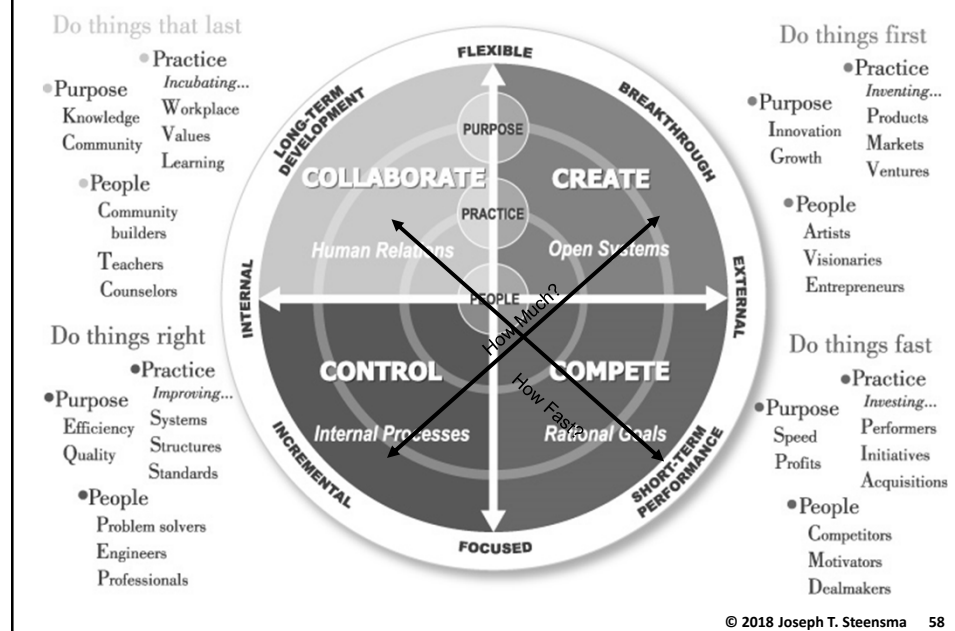 Do things that last
Practice
Incubating...
Workplace
Values
Learning
Purpose
Knowledge
Community
People
Community
builders
Teachers
Counselors
Do things right
Practice
Improving...
Systems
Structures
Standards
Purpose
Efficiency
Quality
People
Problem solvers
Engineers
Professionals
FLEXIBLE
LONG-TERM
DEVELOPMENT
BREAKTHROUGH
PURPOSE
COLLABORATE
CREATE
PRACTICE
Human Relations
Open Systems
INTERNAL
PEOPLE
EXTERNAL
How Much?
How Fast?
CONTROL
COMPETE
Internal Processes
Rational Goals
INCREMENTAL
SHORT-TERM
PERFORMANCE
FOCUSED
Do things first
Practice
Inventing...
Products
Markets
Ventures
Purpose
Innovation
Growth
People
Artists
Visionaries
Entrepreneurs
Do things fast
Practice
Investing...
Performers
Initiatives
Acquisitions
Purpose
Speed
Profits
People
Competitors
Motivators
Dealmakers
© 2018 Joseph T. Steensma 58